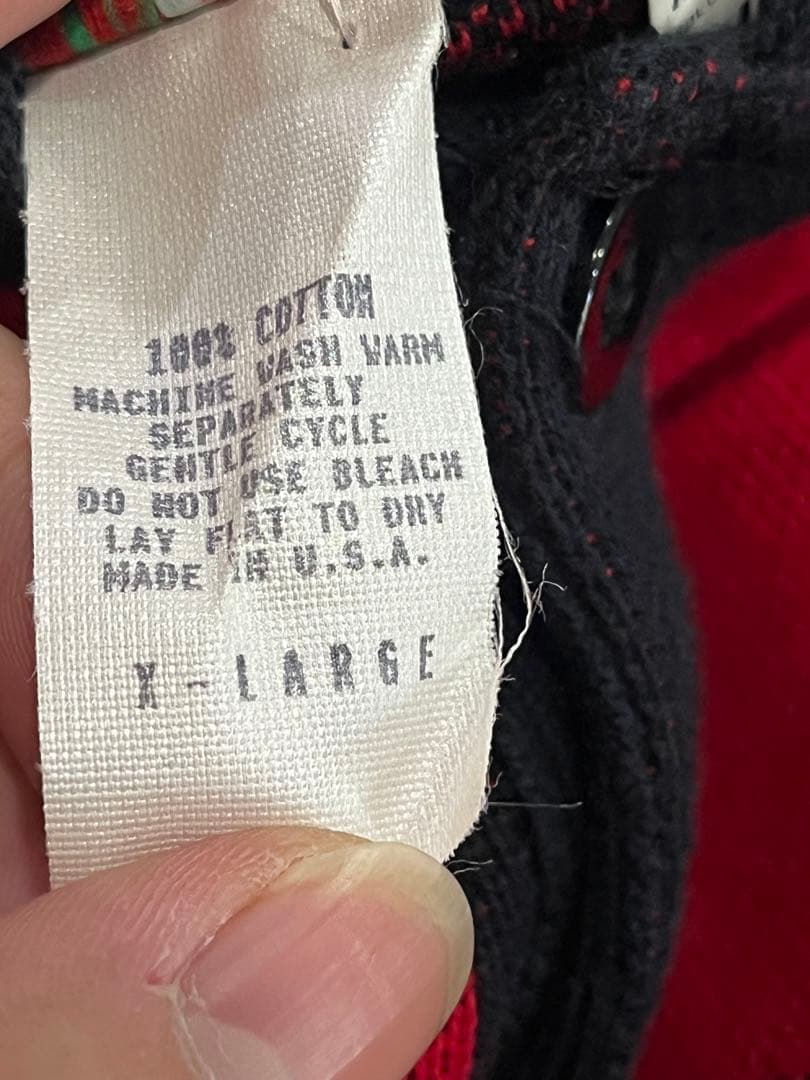 100% COTTON
MACHINE WASH WARM
SEPARATELY
GENTLE CYCLE
DO NOT USE BLEACH
LAY FLAT TO DRY
MADE IN U.S.A.
X-LARGE